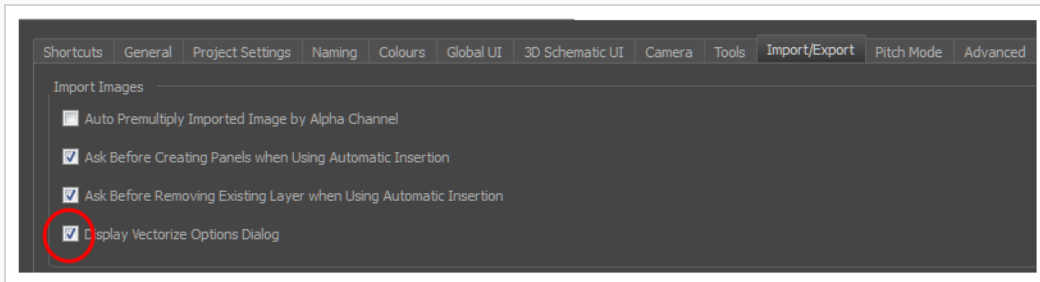 Shortcuts General Project Settings Naming Colours Global UI 3D Schematic UI Camera Tools Import/Export Pitch Mode Advanced
Import Images
Auto Premultiply Imported Image by Alpha Channel
Ask Before Creating Panels when Using Automatic Insertion
Ask Before Removing Existing Layer when Using Automatic Insertion
Display Vectorize Options Dialog